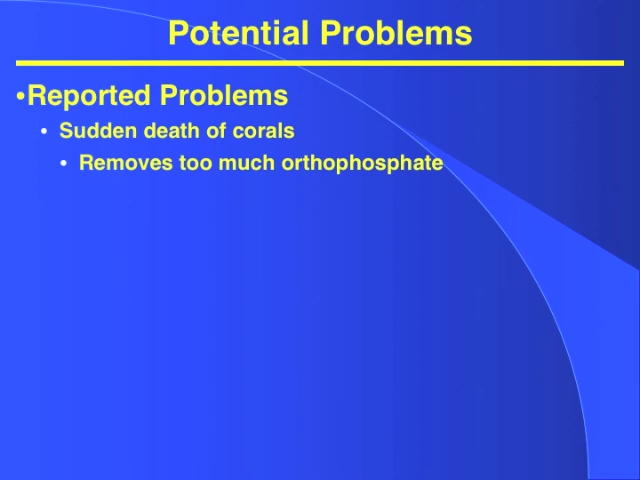 Potential Problems
•Reported Problems
• Sudden death of corals
• Removes too much orthophosphate